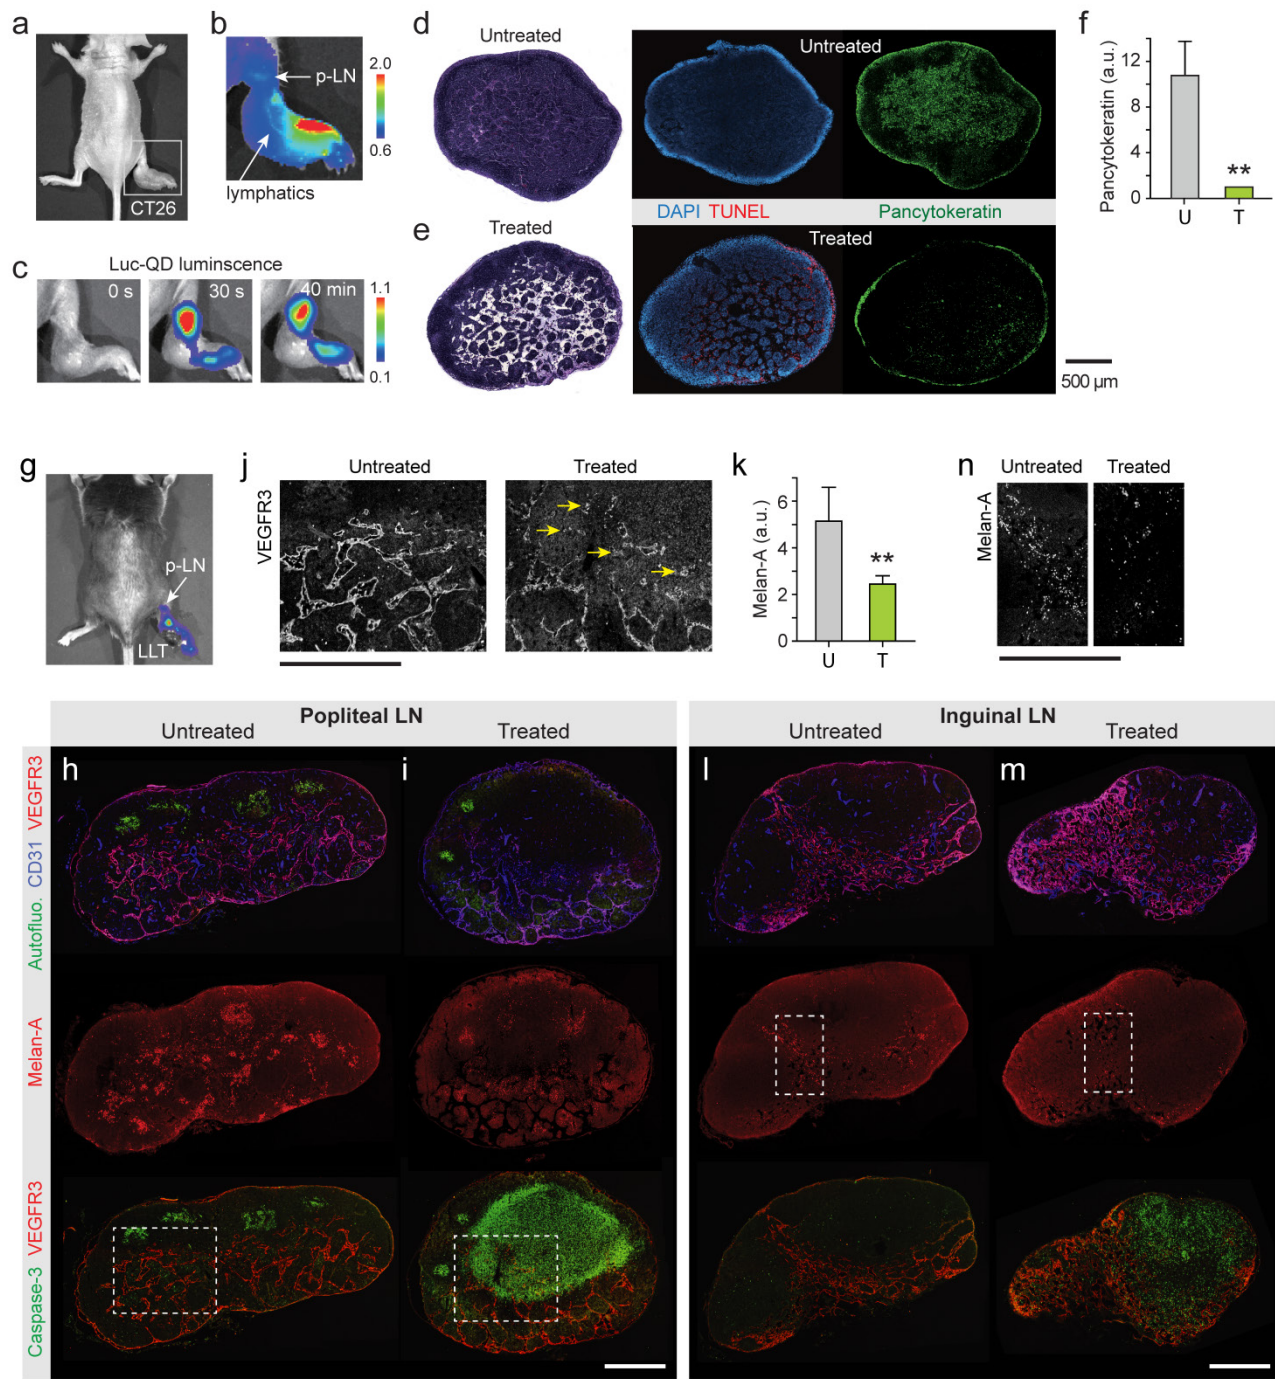 a
CT26
b
p-LN
lymphatics
2.0
0.6
c
Luc-QD luminscence
0 s
30 s
40 min
1.1
0.1
d
Untreated
Untreated
DAPI TUNEL
Pancytokeratin
e
Treated
Treated
500 µm
f
Pancytokeratin (a.u.)
12
8
4
0
**
U
T
g
p-LN
LLT
j
Untreated
Treated
VEGFR3
k
Melan-A (a.u.)
6
4
2
0
**
U
T
n
Untreated
Treated
Melan-A
Popliteal LN
Untreated
Treated
Inguinal LN
Untreated
Treated
h
i
l
m
Autofluo. CD31 VEGFR3
Melan-A
Caspase-3 VEGFR3